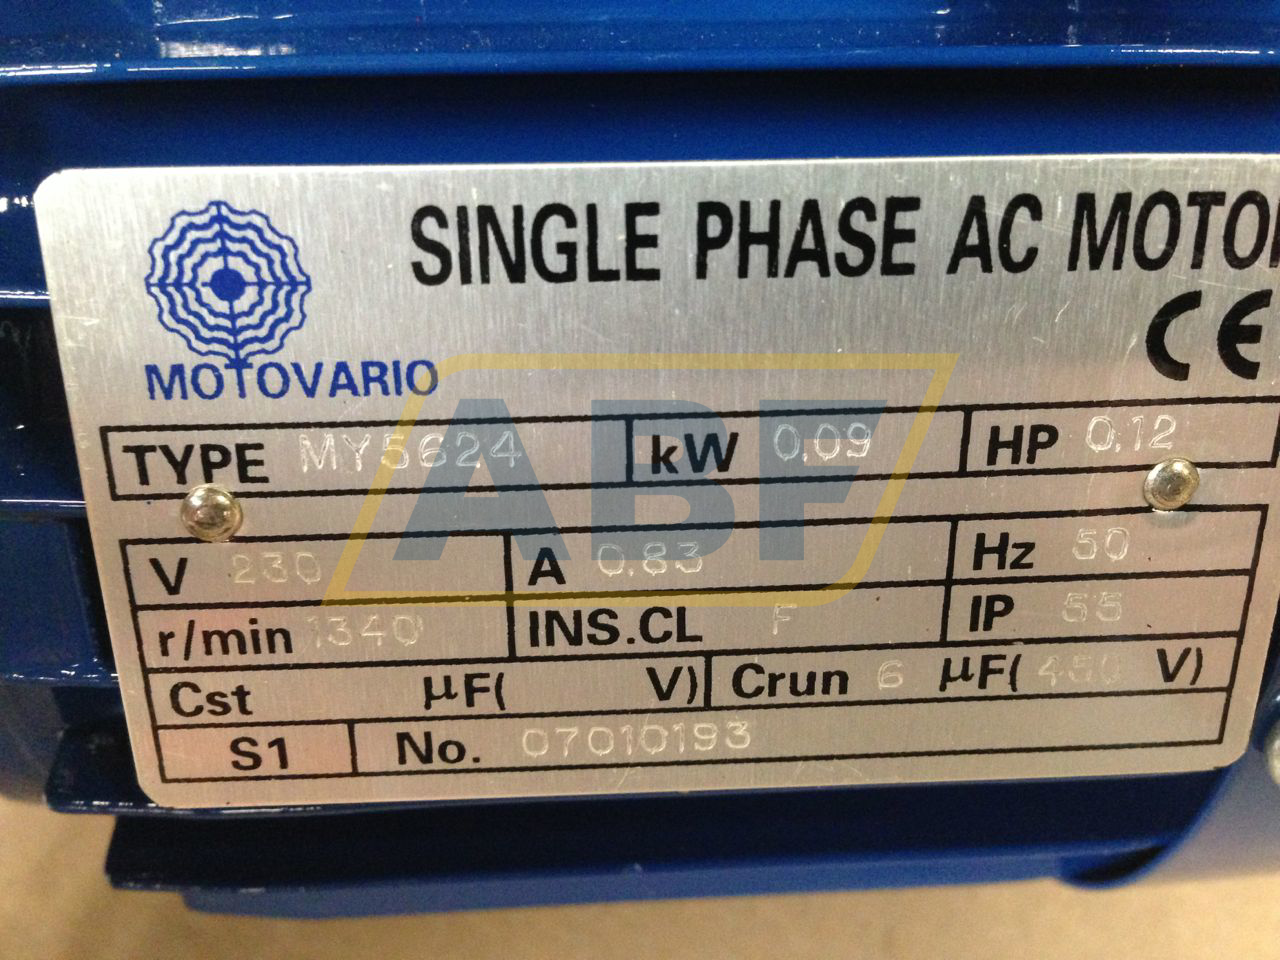 SINGLE PHASE AC MOTOR
CE
MOTOVARIO
ABF
TYPE MY5624 kW 0.09 HP 0.12
V 230 A 0.83 Hz 50
r/min 1340 INS.CL F IP 55
Cst µF( V) Crun 6 µF( 450 V)
S1 No. 07010193